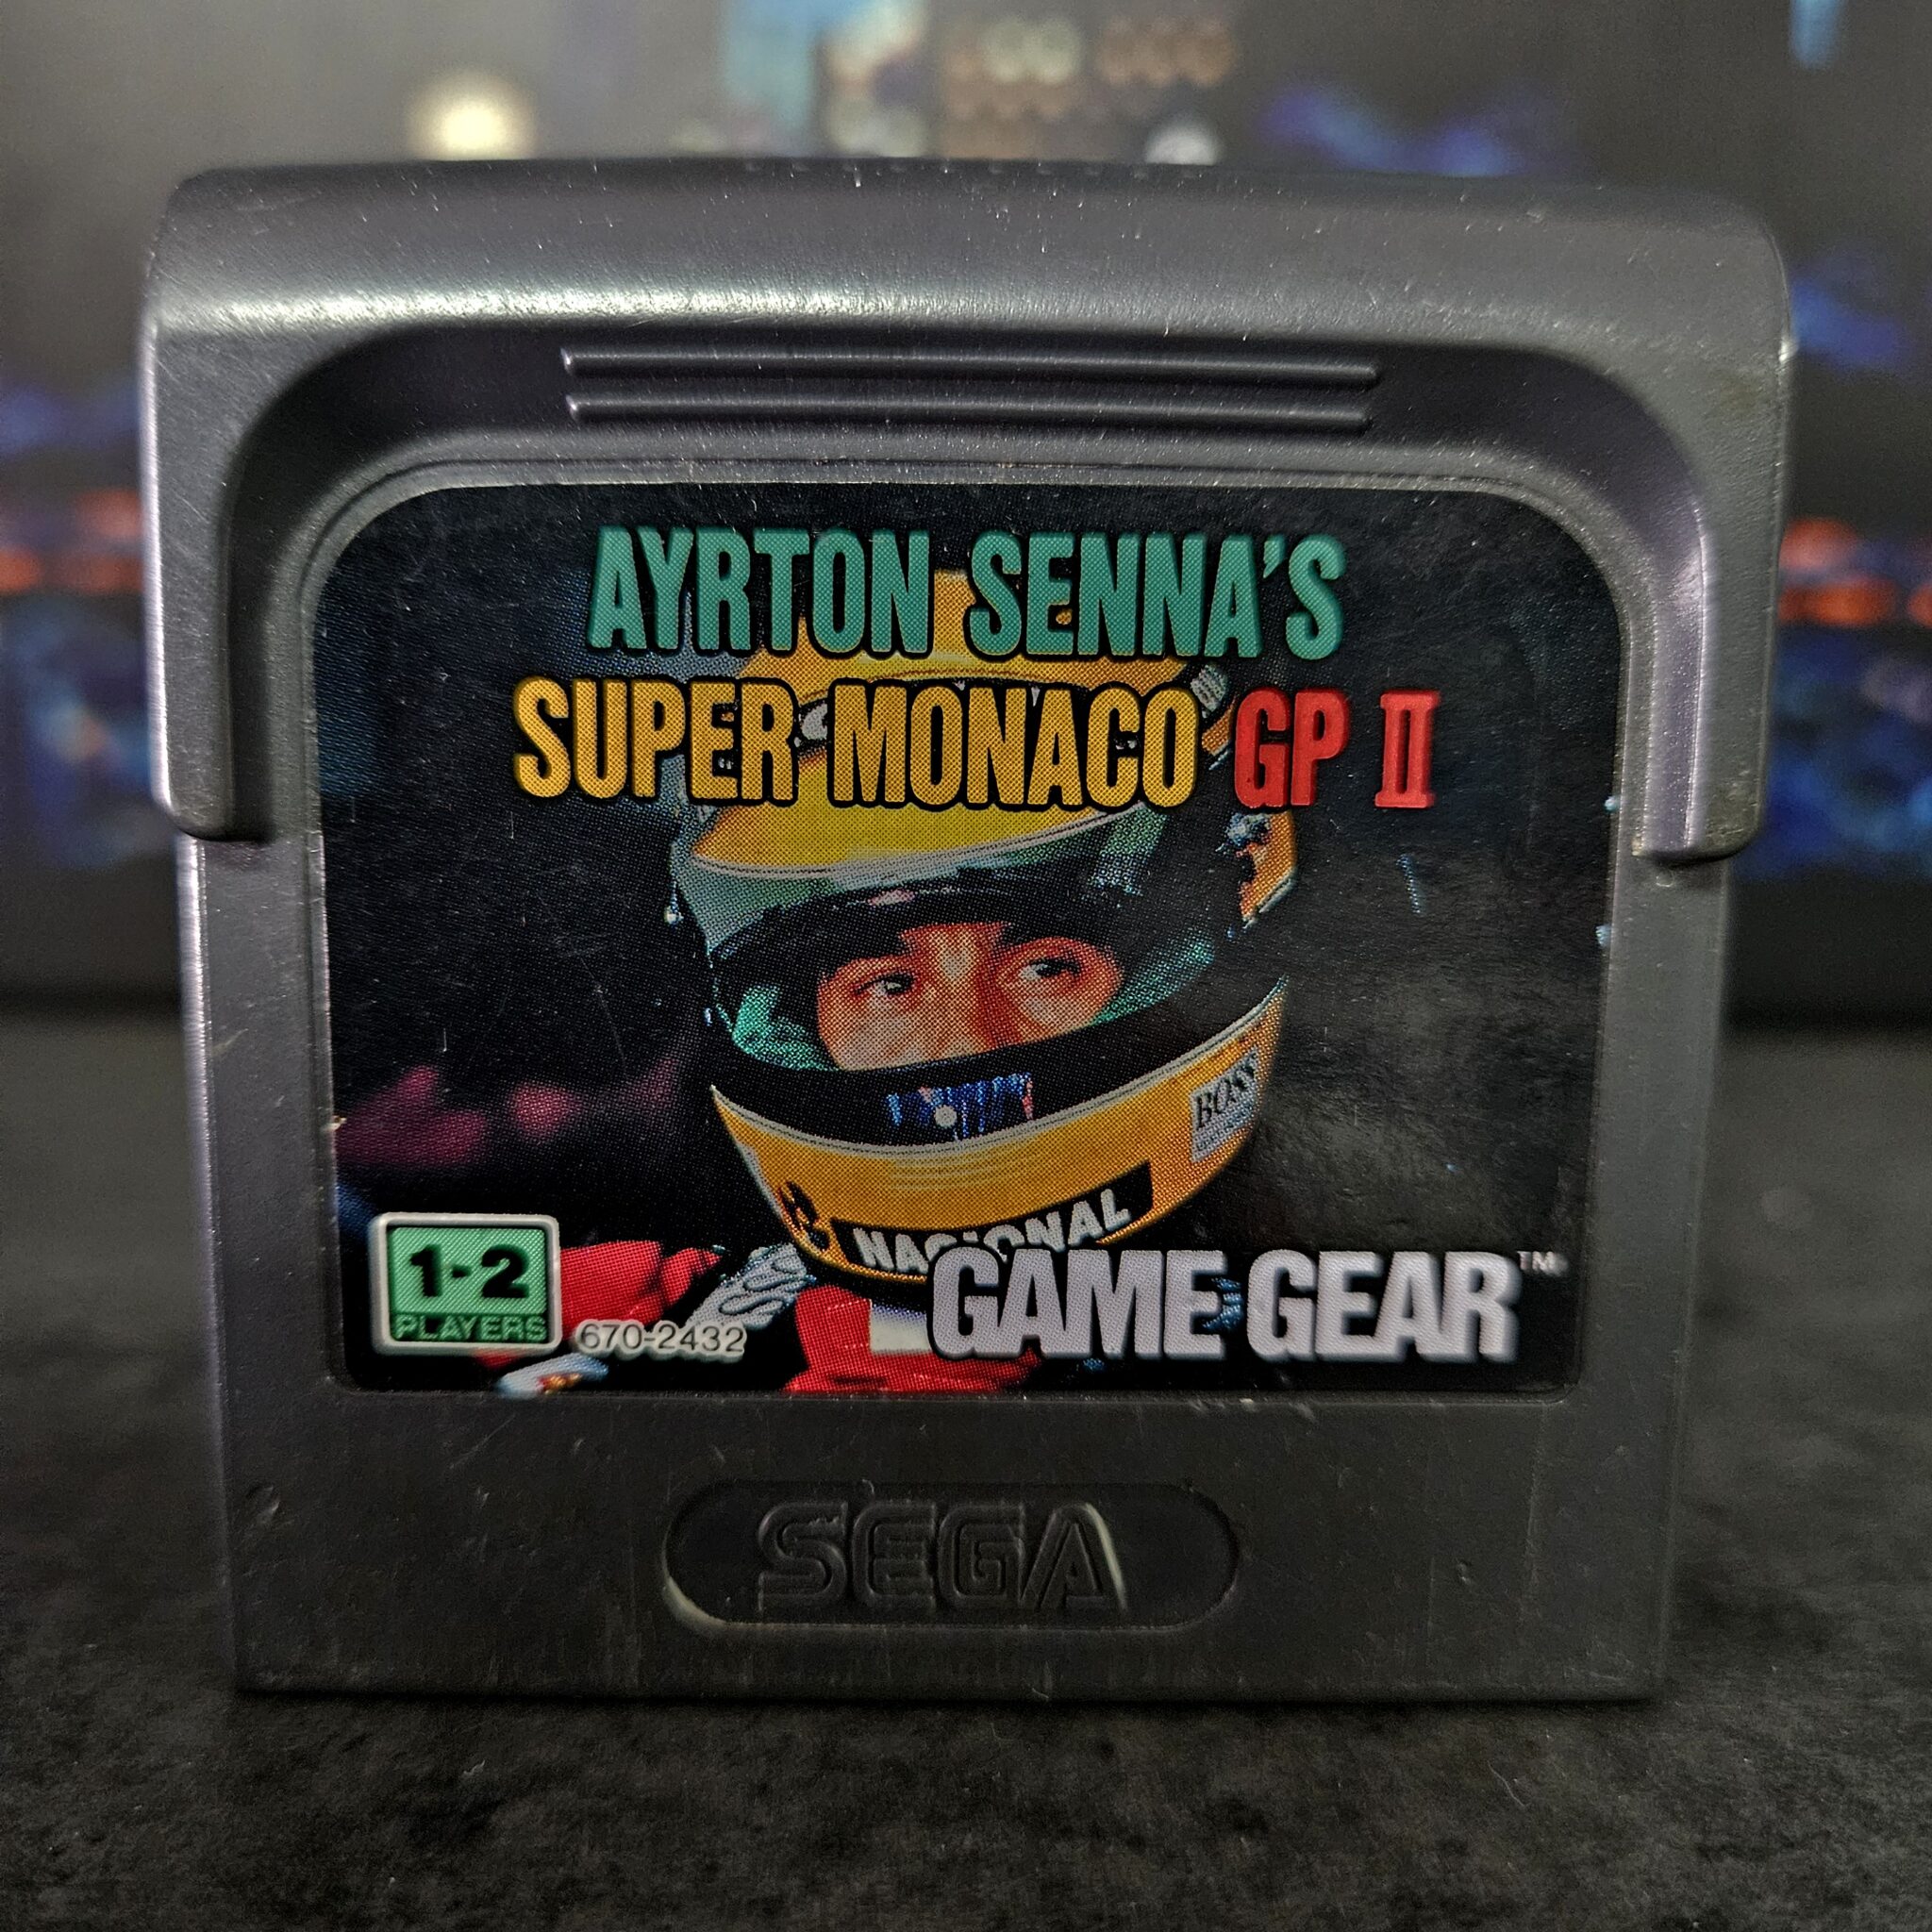 AYRTON SENNA'S
SUPER MONACO GP II
BOSS
NACIONAL
1-2
PLAYERS
670-2432
GAME GEAR™
SEGA